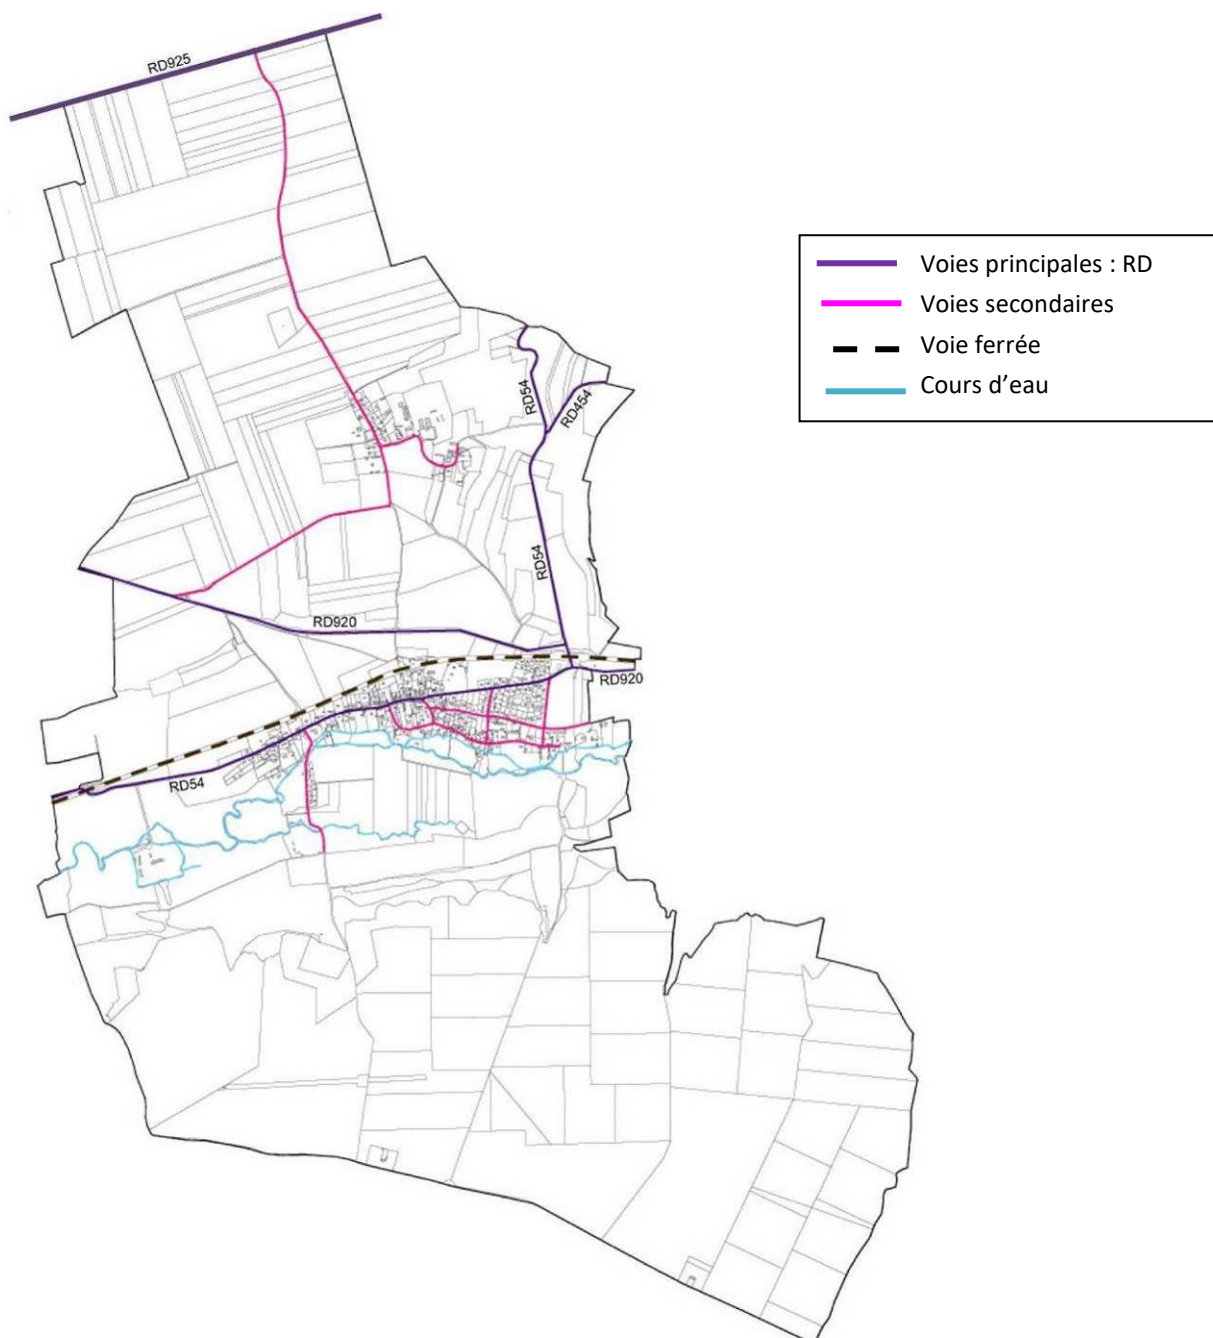 RD925
Voies principales : RD
Voies secondaires
Voie ferrée
Cours d’eau
RD54
RD454
RD54
RD920
RD920
RD54